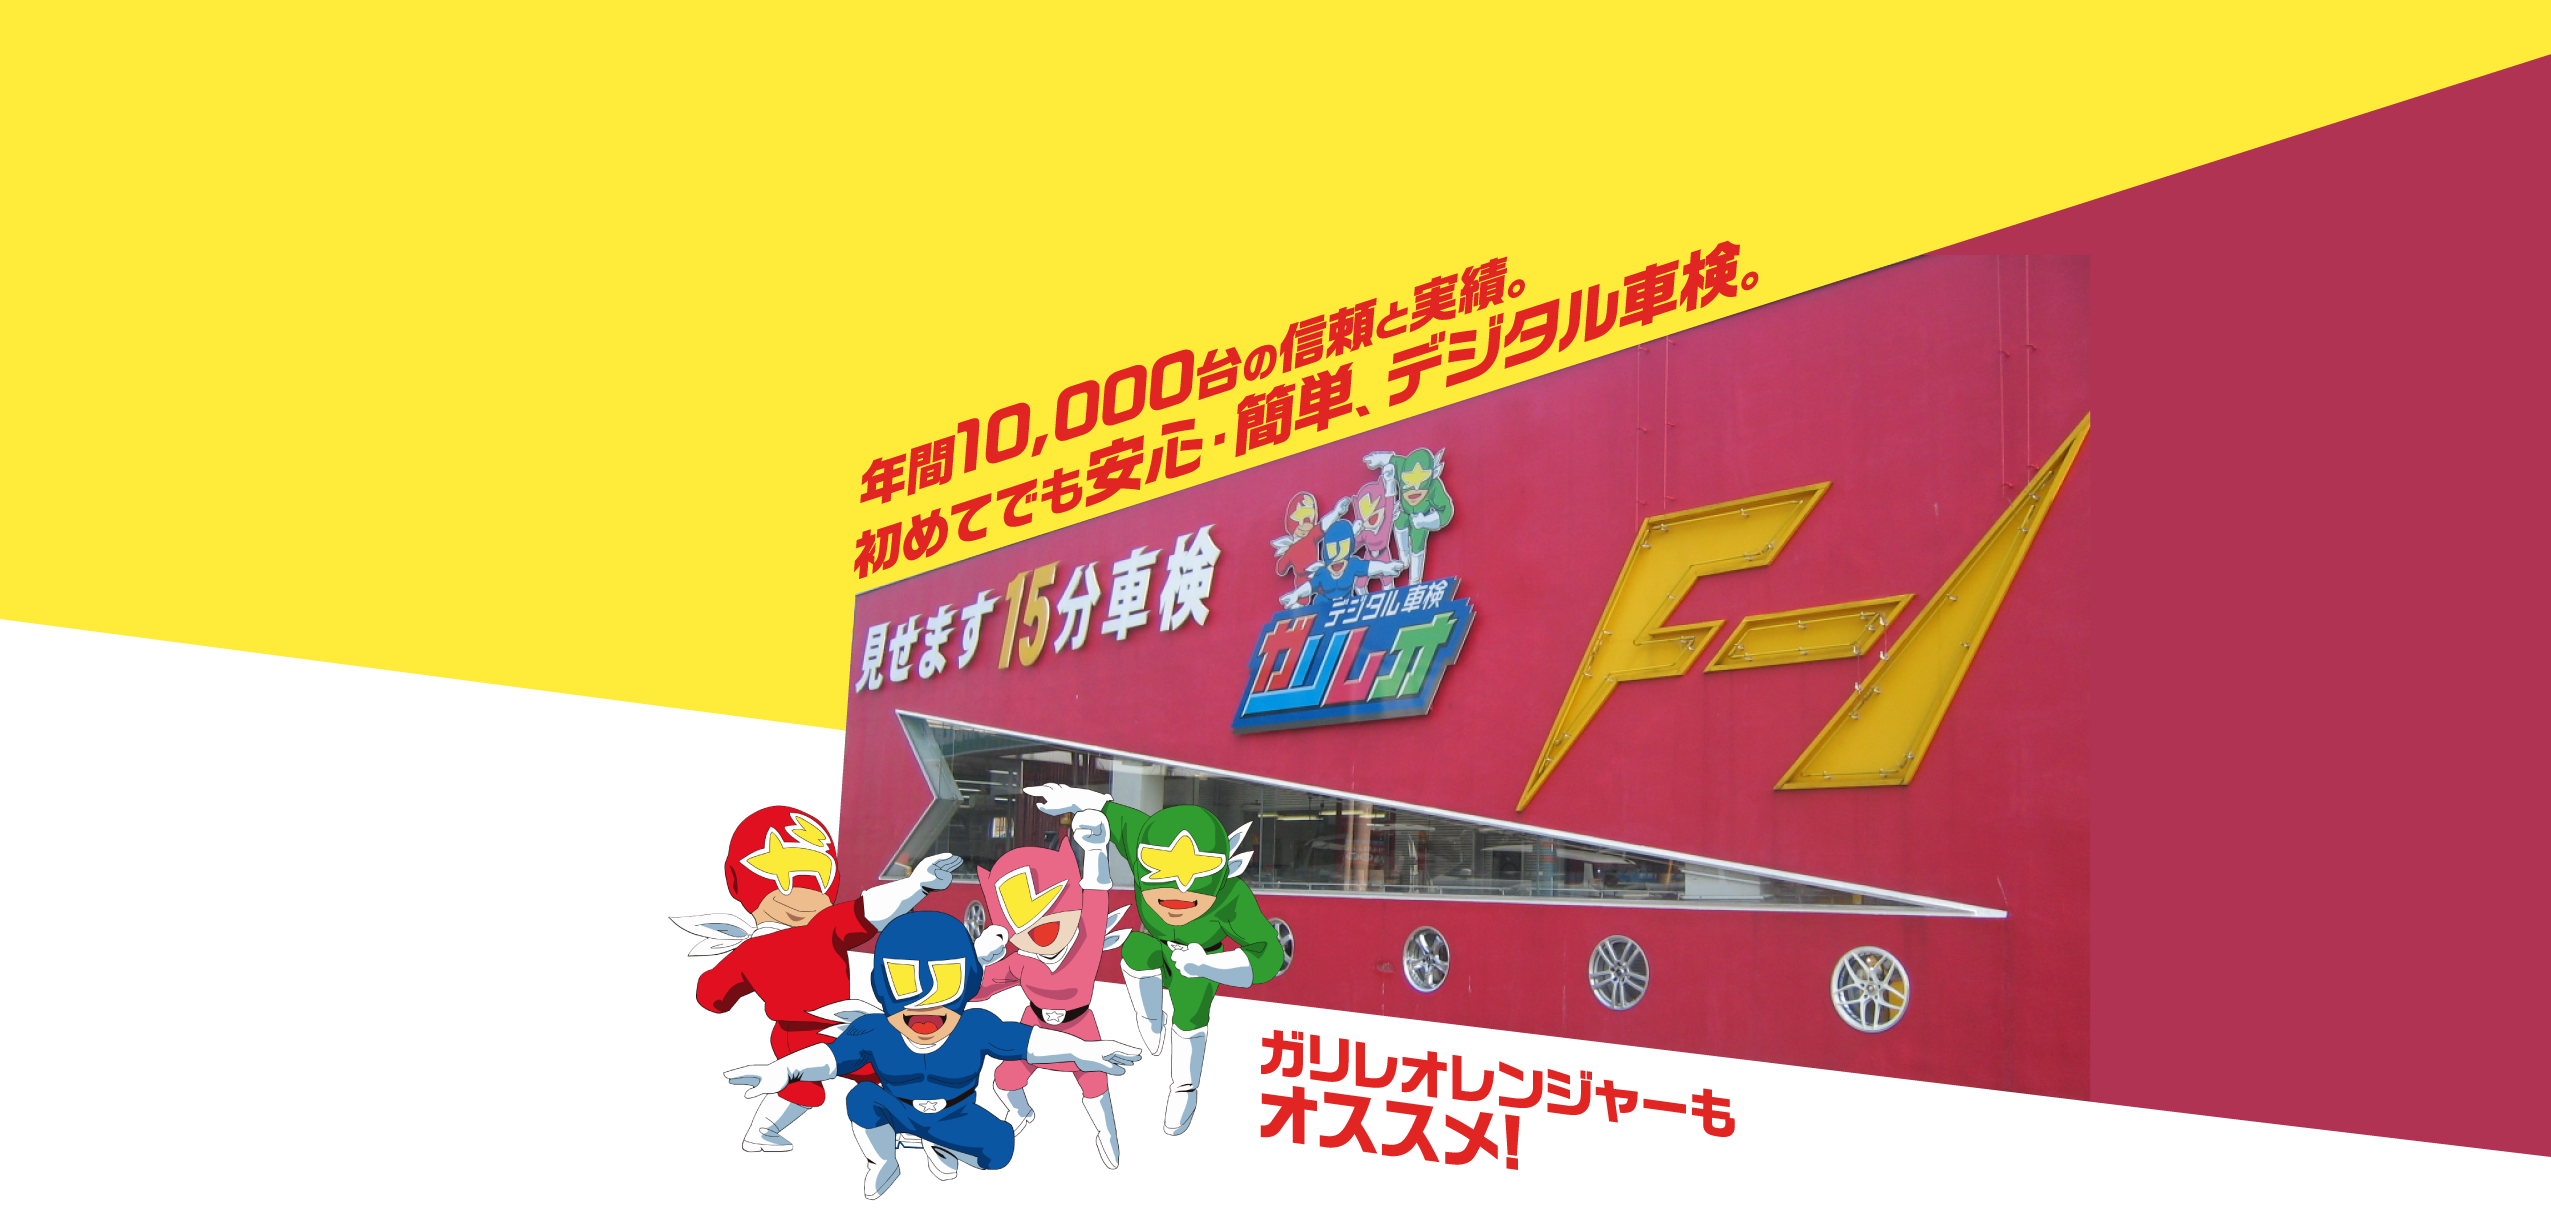 年間10,000台の信頼と実績。
初めてでも安心・簡単、デジタル車検。
見せます15分車検
デジタル車検
ガリレオ
F-1
ガ
リ
レ
ガリレオレンジャーも
オススメ!